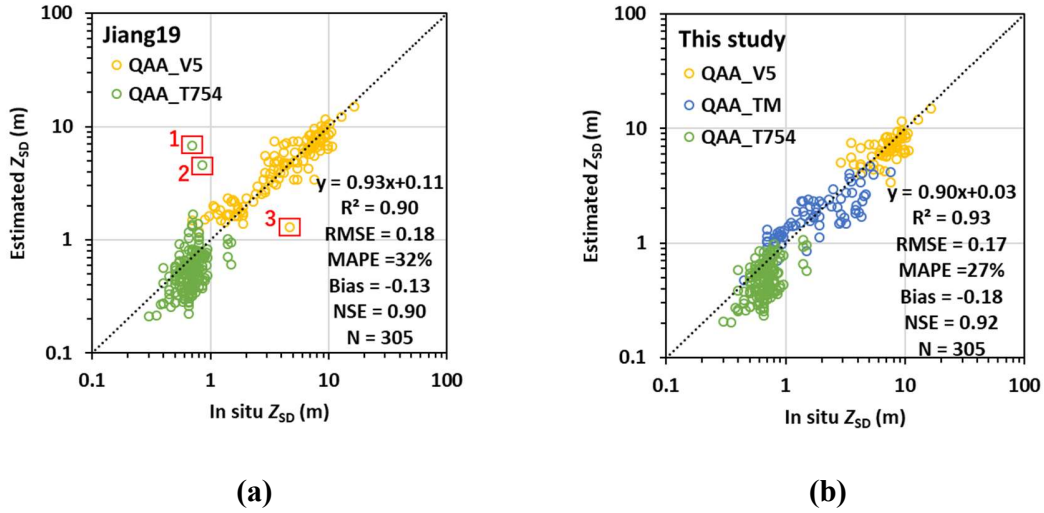 Jiang19
QAA_V5
QAA_T754
1
2
3
y = 0.93x+0.11
R² = 0.90
RMSE = 0.18
MAPE =32%
Bias = -0.13
NSE = 0.90
N = 305
100
10
1
0.1
0.1
1
10
100
Estimated ZSD (m)
In situ ZSD (m)
(a)
This study
QAA_V5
QAA_TM
QAA_T754
y = 0.90x+0.03
R² = 0.93
RMSE = 0.17
MAPE =27%
Bias = -0.18
NSE = 0.92
N = 305
100
10
1
0.1
0.1
1
10
100
Estimated ZSD (m)
In situ ZSD (m)
(b)